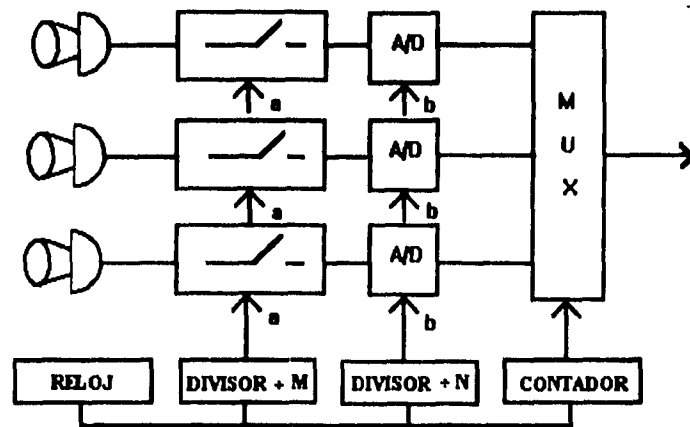 A/D
a
b
A/D
a
b
A/D
a
b
M
U
X
RELOJ
DIVISOR + M
DIVISOR + N
CONTADOR